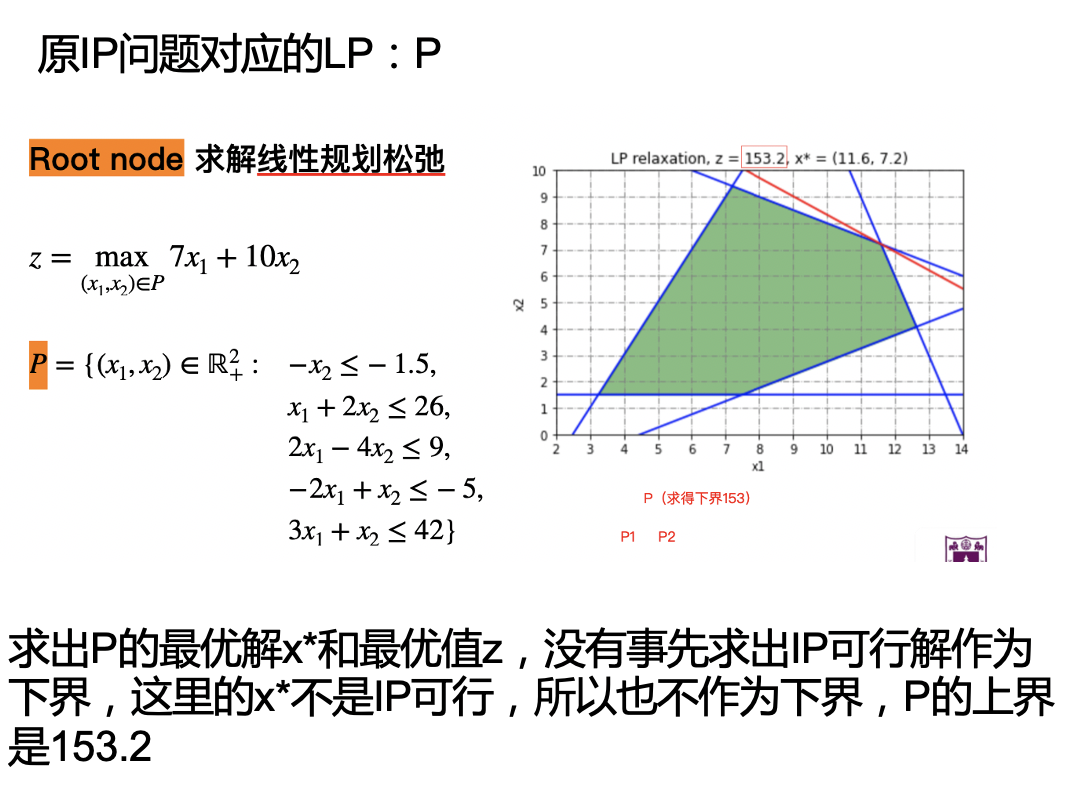 原IP问题对应的LP：P
Root node 求解线性规划松弛
z = max 7x₁ + 10x₂
(x₁,x₂)∈P
P = {(x₁, x₂) ∈ ℝ²₊ : −x₂ ≤ − 1.5,
x₁ + 2x₂ ≤ 26,
2x₁ − 4x₂ ≤ 9,
−2x₁ + x₂ ≤ − 5,
3x₁ + x₂ ≤ 42}
LP relaxation, z = 153.2, x* = (11.6, 7.2)
10
9
8
7
6
5
4
3
2
1
0
x2
2 3 4 5 6 7 8 9 10 11 12 13 14
x1
P（求得下界153）
P1 P2
求出P的最优解x*和最优值z，没有事先求出IP可行解作为
下界，这里的x*不是IP可行，所以也不作为下界，P的上界
是153.2